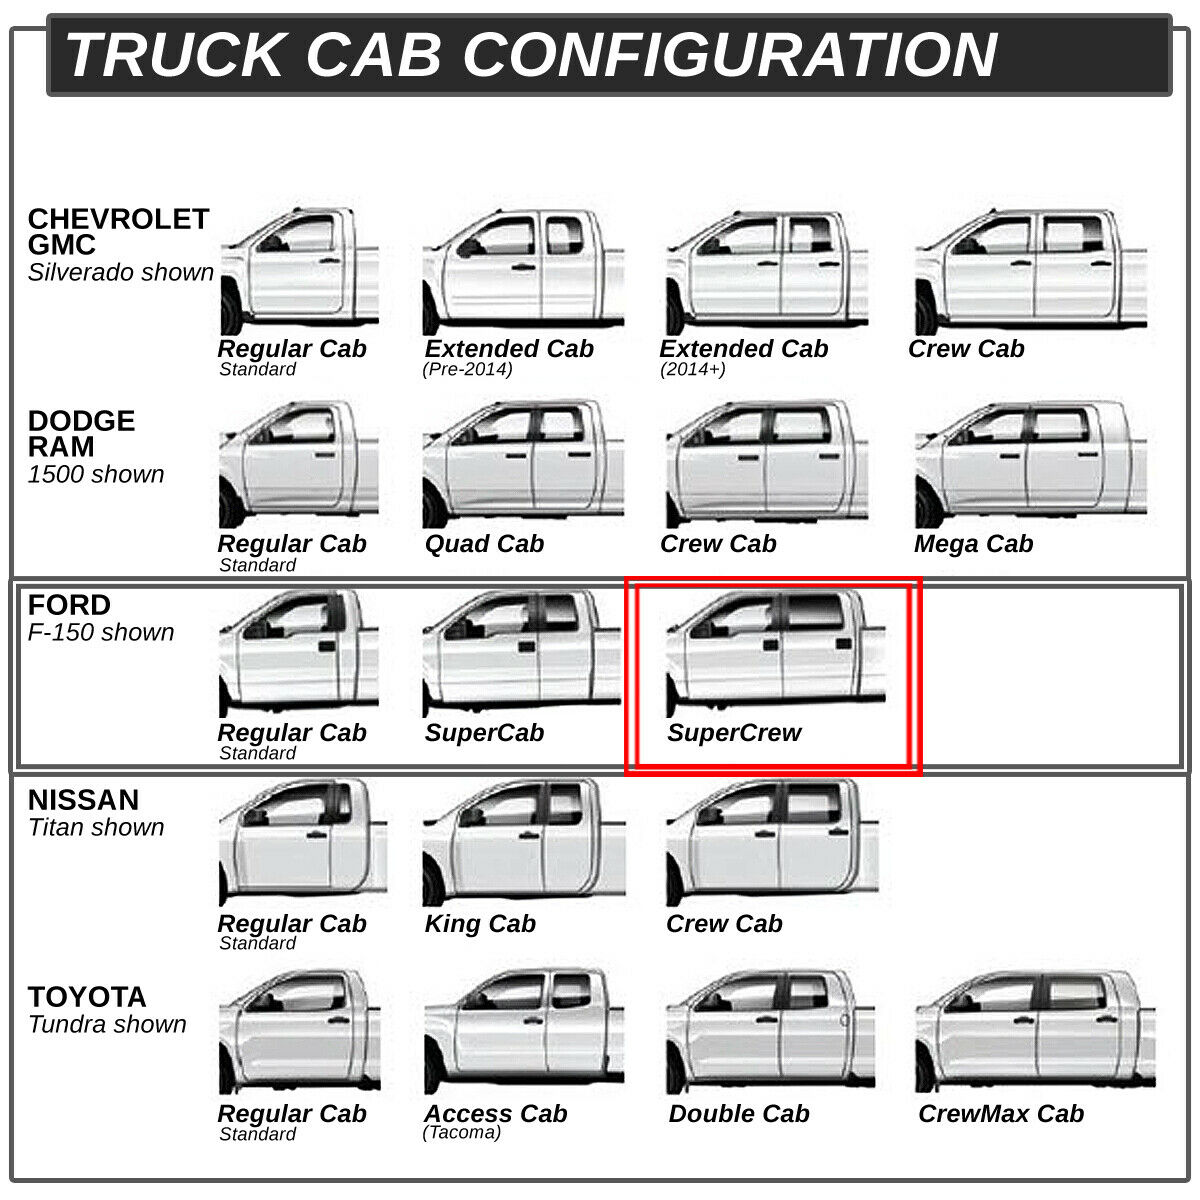 TRUCK CAB CONFIGURATION
CHEVROLET
GMC
Silverado shown
Regular Cab
Standard
Extended Cab
(Pre-2014)
Extended Cab
(2014+)
Crew Cab
DODGE
RAM
1500 shown
Regular Cab
Standard
Quad Cab
Crew Cab
Mega Cab
FORD
F-150 shown
Regular Cab
Standard
SuperCab
SuperCrew
NISSAN
Titan shown
Regular Cab
Standard
King Cab
Crew Cab
TOYOTA
Tundra shown
Regular Cab
Standard
Access Cab
(Tacoma)
Double Cab
CrewMax Cab